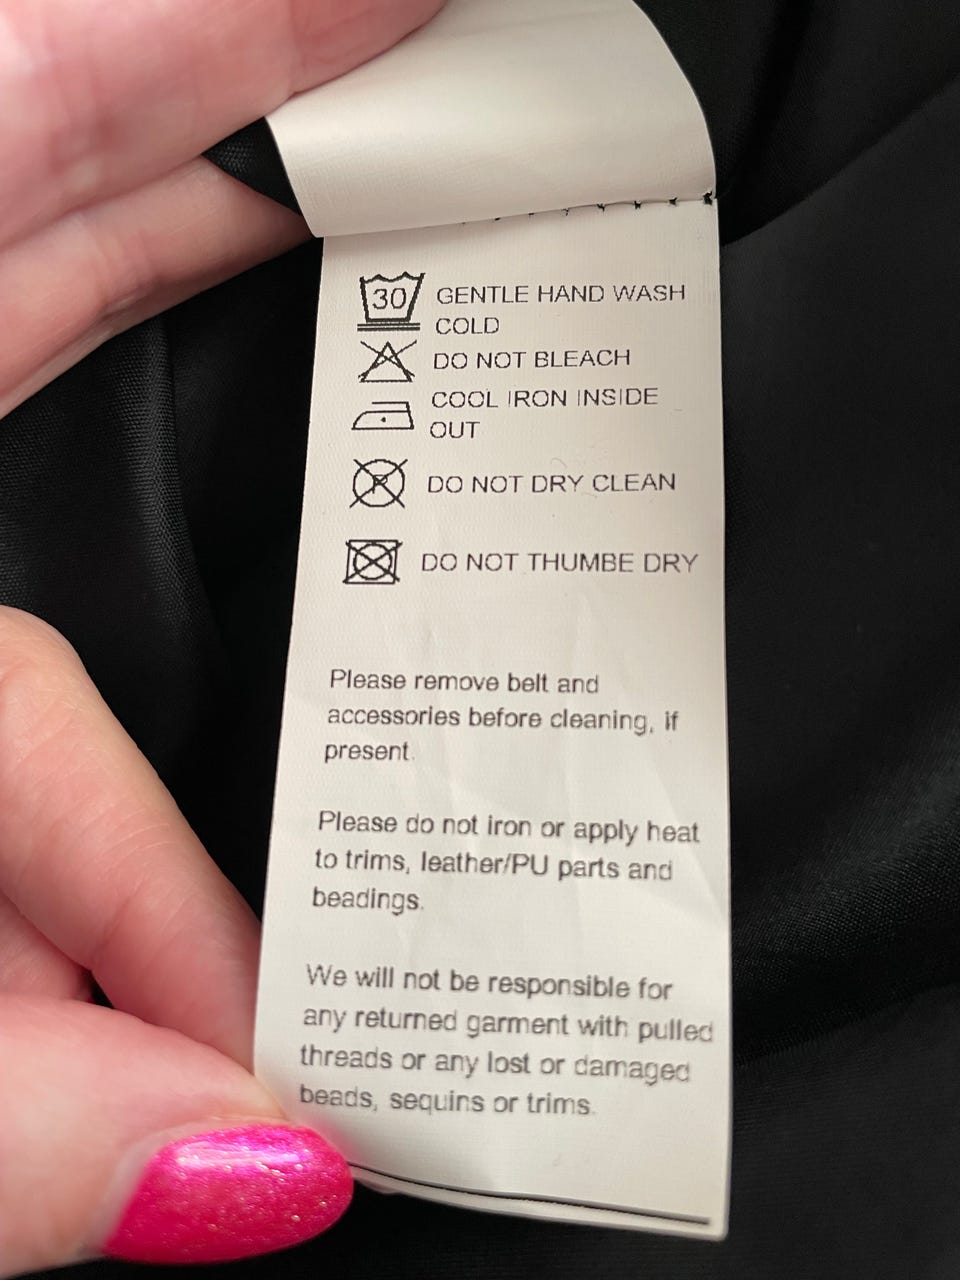 30 GENTLE HAND WASH
COLD
DO NOT BLEACH
COOL IRON INSIDE
OUT
P DO NOT DRY CLEAN
DO NOT THUMBE DRY
Please remove belt and
accessories before cleaning, if
present.
Please do not iron or apply heat
to trims, leather/PU parts and
beadings.
We will not be responsible for
any returned garment with pulled
threads or any lost or damaged
beads, sequins or trims.